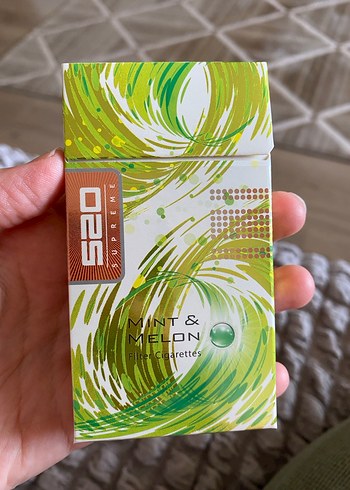 520
SUPREME
MINT &
MELON
Filter Cigarettes